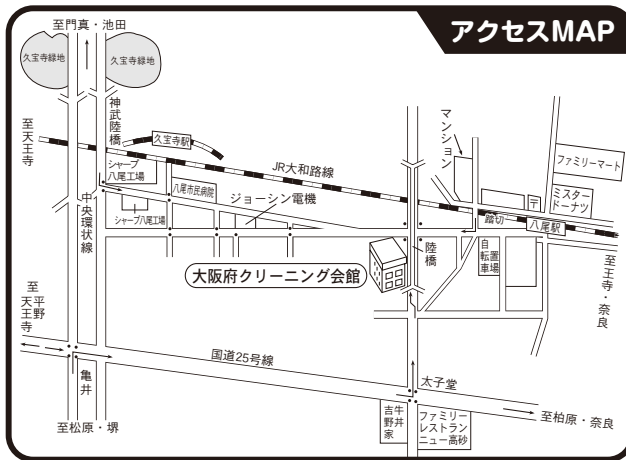 アクセスMAP
至門真・池田
久宝寺緑地
久宝寺緑地
神武陸橋
至天王寺
久宝寺駅
シャープ
八尾工場
JR大和路線
マンション
ファミリーマート
八尾市民病院
ジョーシン電機
シャープ八尾工場
中央環状線
〒
ミスター
ドーナツ
踏切
八尾駅
陸橋
自転車
置場
大阪府クリーニング会館
至王寺・奈良
至
平野
天王寺
国道25号線
亀井
太子堂
至松原・堺
牛丼
吉野家
ファミリー
レストラン
ニュー高砂
至柏原・奈良